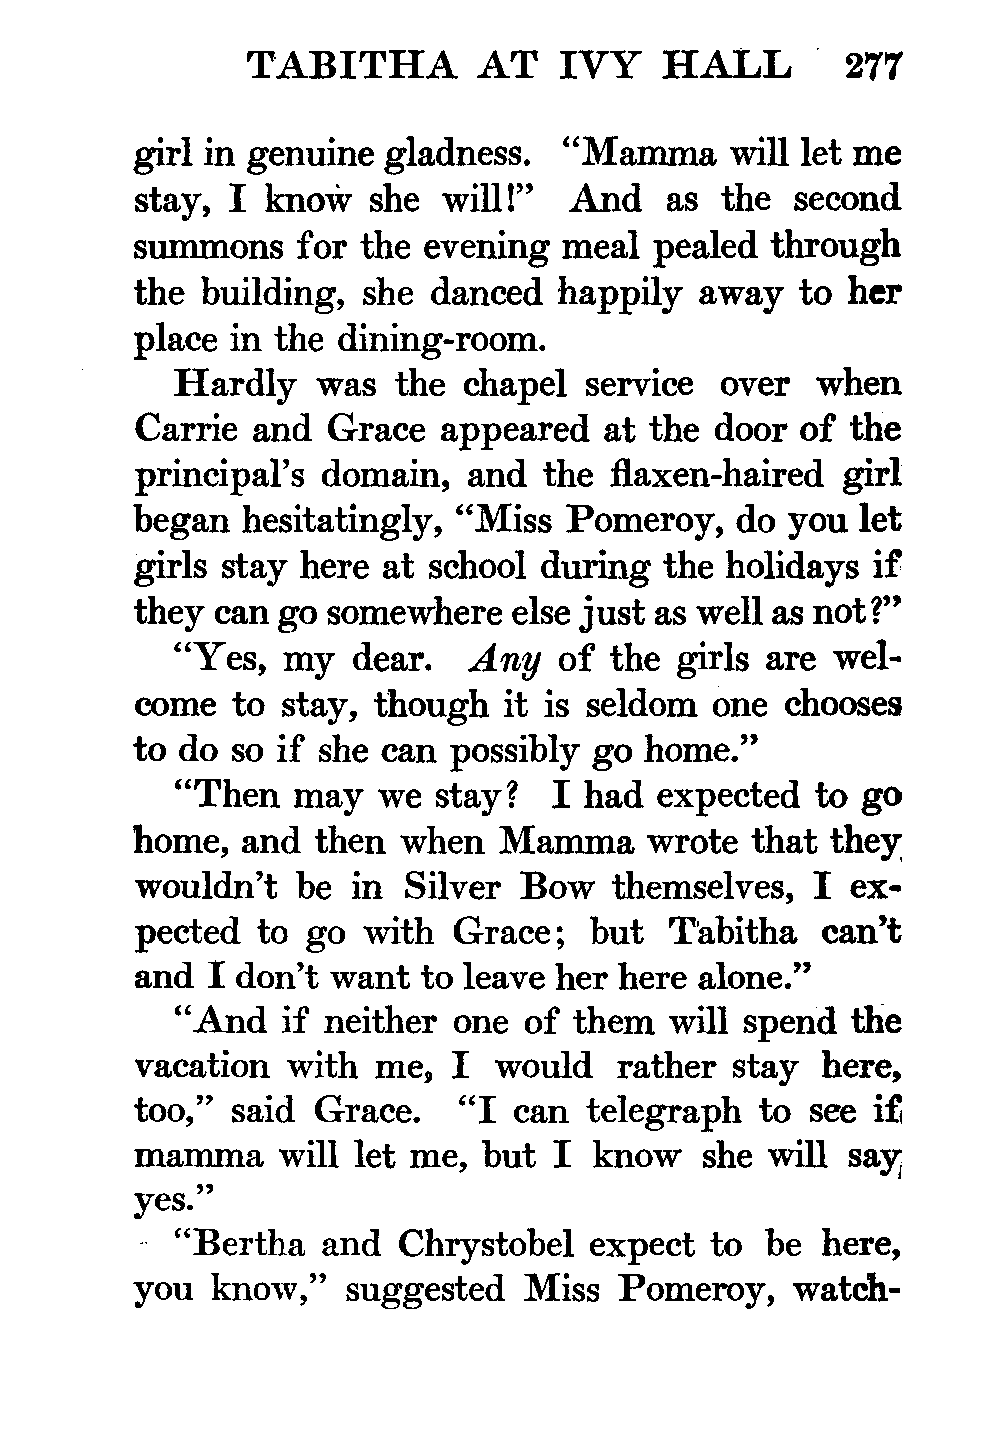 TABITHA AT IVY HALL 277
girl in genuine gladness. “Mamma will let me
stay, I know she will!” And as the second
summons for the evening meal pealed through
the building, she danced happily away to her
place in the dining-room.
Hardly was the chapel service over when
Carrie and Grace appeared at the door of the
principal’s domain, and the flaxen-haired girl
began hesitatingly, “Miss Pomeroy, do you let
girls stay here at school during the holidays if
they can go somewhere else just as well as not?”
“Yes, my dear. Any of the girls are wel-
come to stay, though it is seldom one chooses
to do so if she can possibly go home.”
“Then may we stay? I had expected to go
home, and then when Mamma wrote that they
wouldn’t be in Silver Bow themselves, I ex-
pected to go with Grace; but Tabitha can’t
and I don’t want to leave her here alone.”
“And if neither one of them will spend the
vacation with me, I would rather stay here,
too,” said Grace. “I can telegraph to see if
mamma will let me, but I know she will say
yes.”
“Bertha and Chrystobel expect to be here,
you know,” suggested Miss Pomeroy, watch-